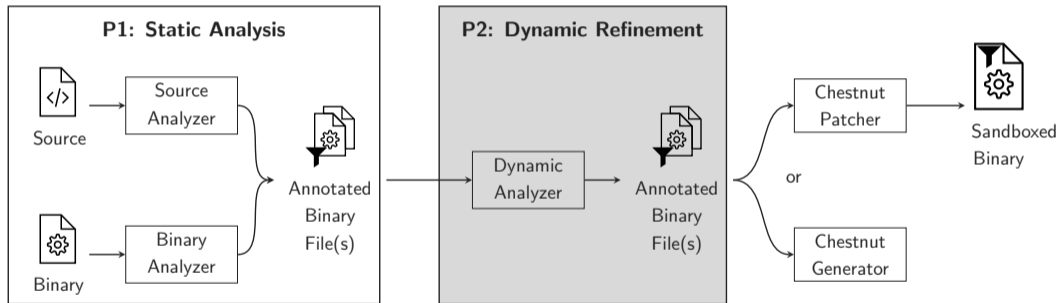 P1: Static Analysis
</>
Source
Source
Analyzer
Binary
Binary
Analyzer
Annotated
Binary
File(s)
P2: Dynamic Refinement
Dynamic
Analyzer
Annotated
Binary
File(s)
Chestnut
Patcher
or
Chestnut
Generator
Sandboxed
Binary